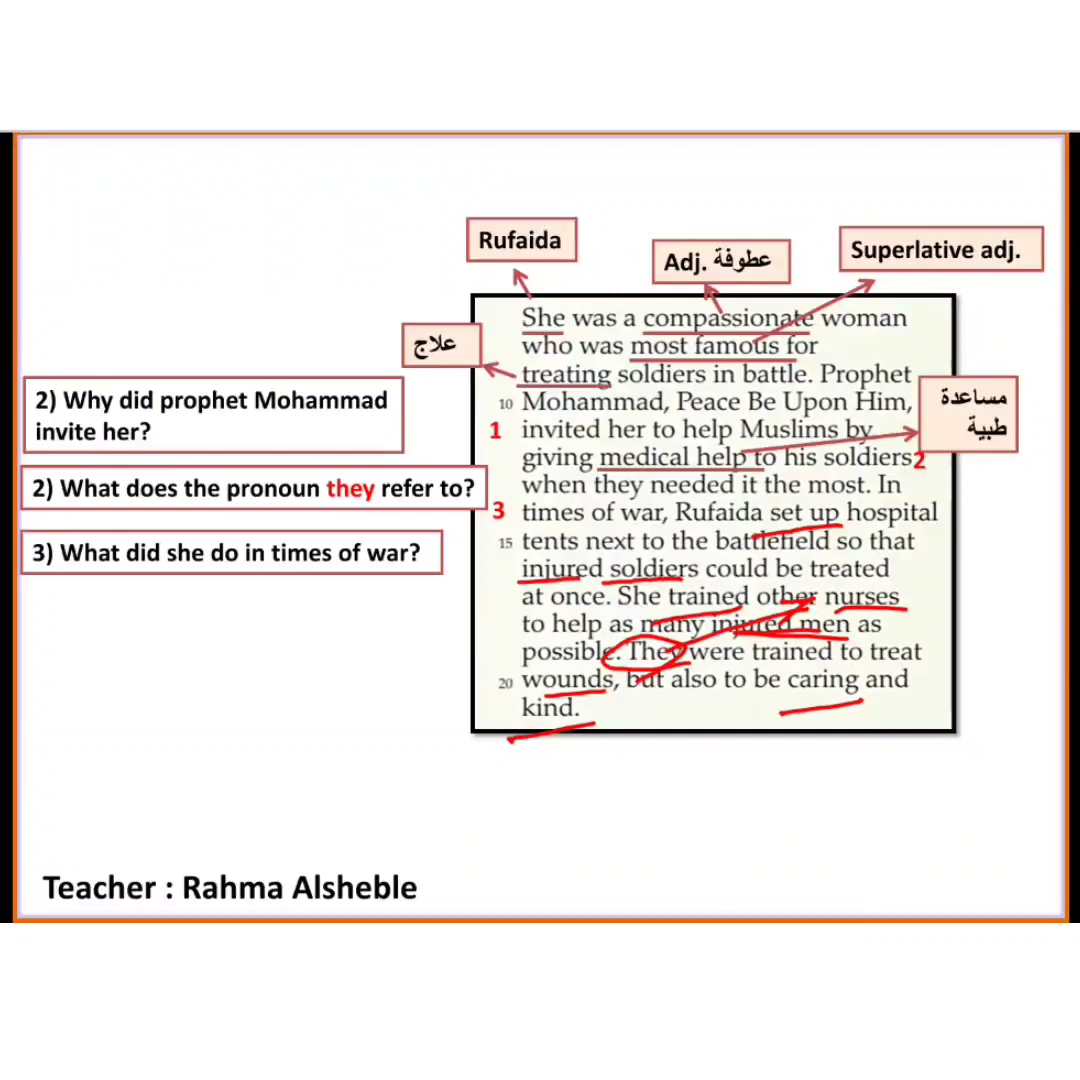 Rufaida
Adj. عطوفة
Superlative adj.
علاج
مساعدة
طبية
2) Why did prophet Mohammad
invite her?
2) What does the pronoun they refer to?
3) What did she do in times of war?
She was a compassionate woman
who was most famous for
treating soldiers in battle. Prophet
10 Mohammad, Peace Be Upon Him,
1 invited her to help Muslims by
giving medical help to his soldiers 2
when they needed it the most. In
3 times of war, Rufaida set up hospital
15 tents next to the battlefield so that
injured soldiers could be treated
at once. She trained other nurses
to help as many injured men as
possible. They were trained to treat
20 wounds, but also to be caring and
kind.
Teacher : Rahma Alsheble